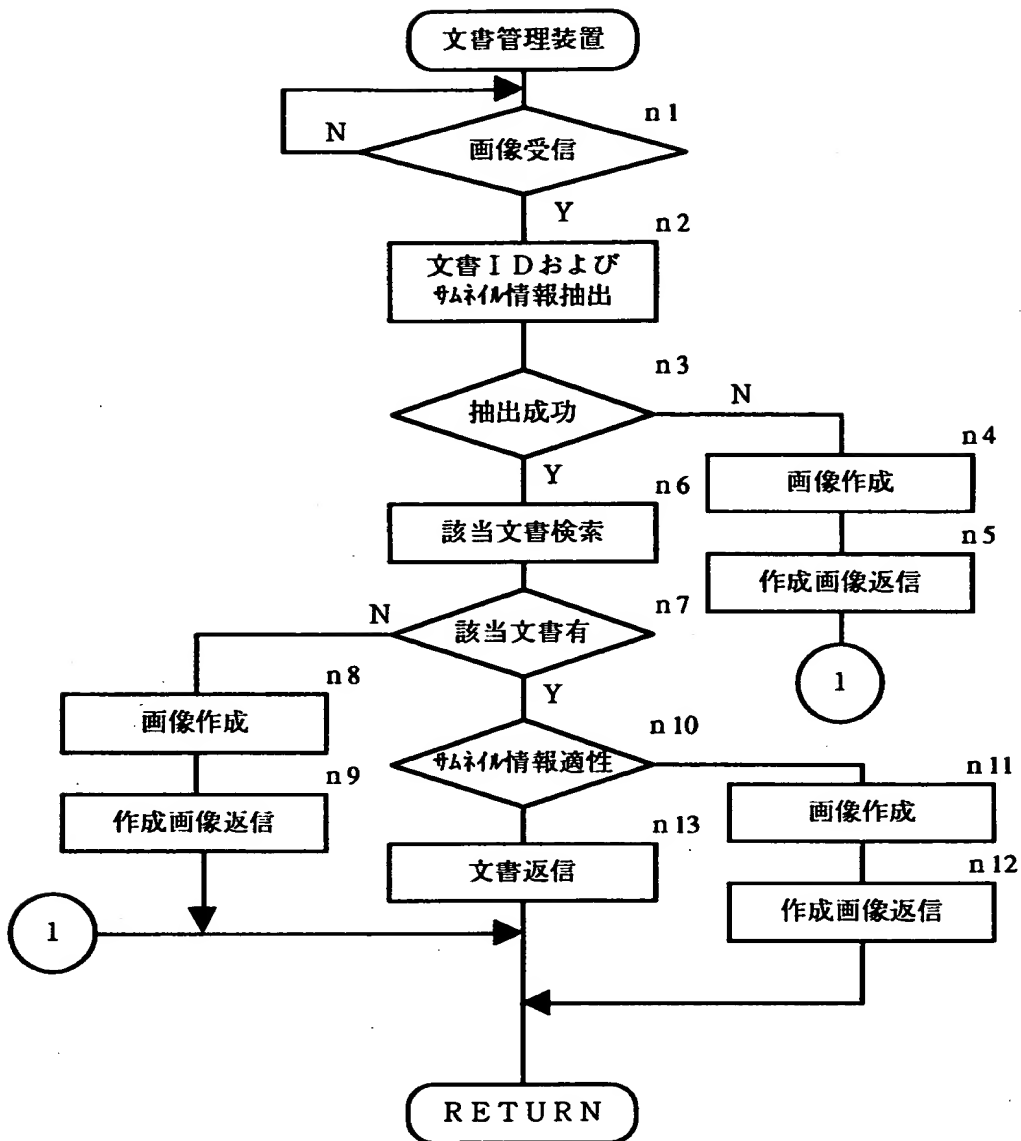 文書管理装置
n1
N
画像受信
Y
n2
文書IDおよび
ｻﾑﾈｲﾙ情報抽出
n3
抽出成功
N
Y
n4
画像作成
n6
該当文書検索
n5
作成画像返信
n7
N
該当文書有
1
Y
n8
画像作成
n10
ｻﾑﾈｲﾙ情報適性
n9
作成画像返信
n11
画像作成
n13
文書返信
n12
作成画像返信
1
RETURN